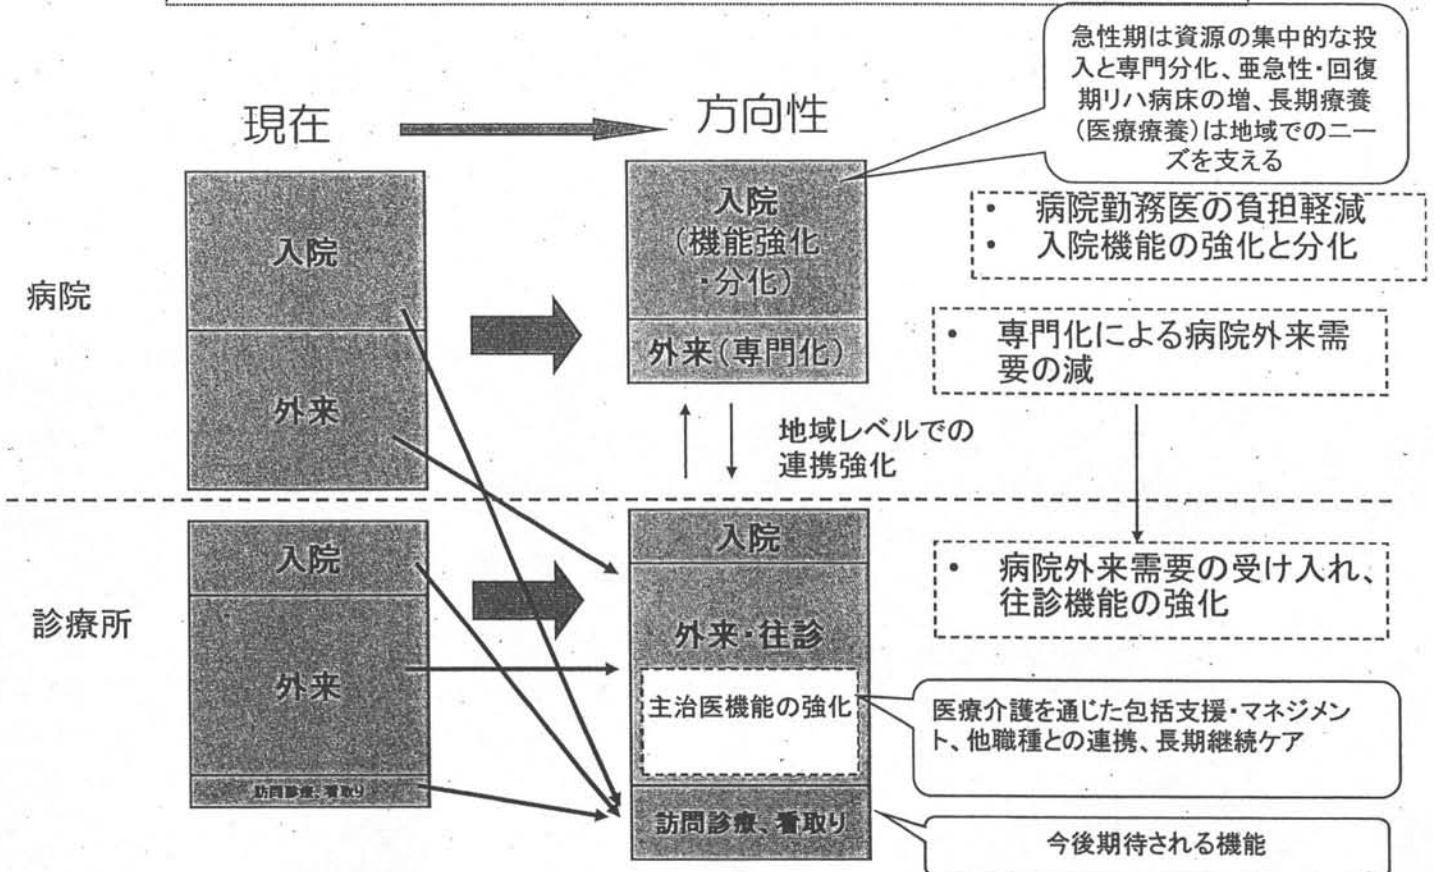 急性期は資源の集中的な投
入と専門分化、亜急性・回復
期リハ病床の増、長期療養
(医療療養)は地域でのニー
ズを支える
現在
方向性
病院
入院
外来
入院
(機能強化
・分化)
外来(専門化)
• 病院勤務医の負担軽減
• 入院機能の強化と分化
• 専門化による病院外来需
要の減
地域レベルでの
連携強化
診療所
入院
外来
訪問診療、看取り
入院
外来・往診
主治医機能の強化
訪問診療、看取り
• 病院外来需要の受け入れ、
往診機能の強化
医療介護を通じた包括支援・マネジメン
ト、他職種との連携、長期継続ケア
今後期待される機能